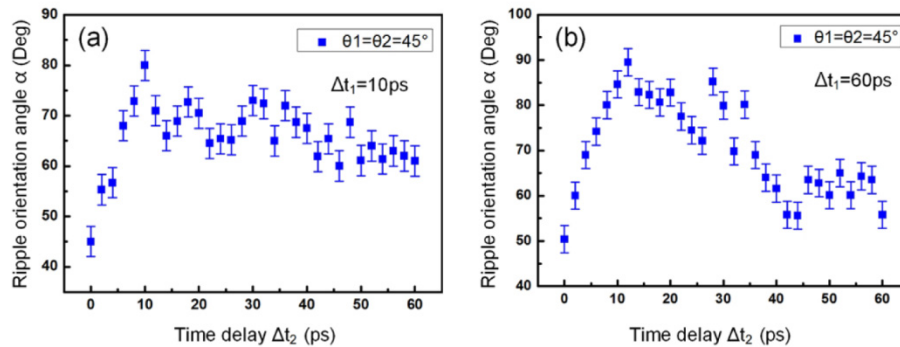 (a)
θ1=θ2=45°
Δt₁=10ps
Ripple orientation angle α (Deg)
90
80
70
60
50
40
0
10
20
30
40
50
60
Time delay Δt₂ (ps)
(b)
θ1=θ2=45°
Δt₁=60ps
Ripple orientation angle α (Deg)
100
90
80
70
60
50
40
0
10
20
30
40
50
60
Time delay Δt₂ (ps)